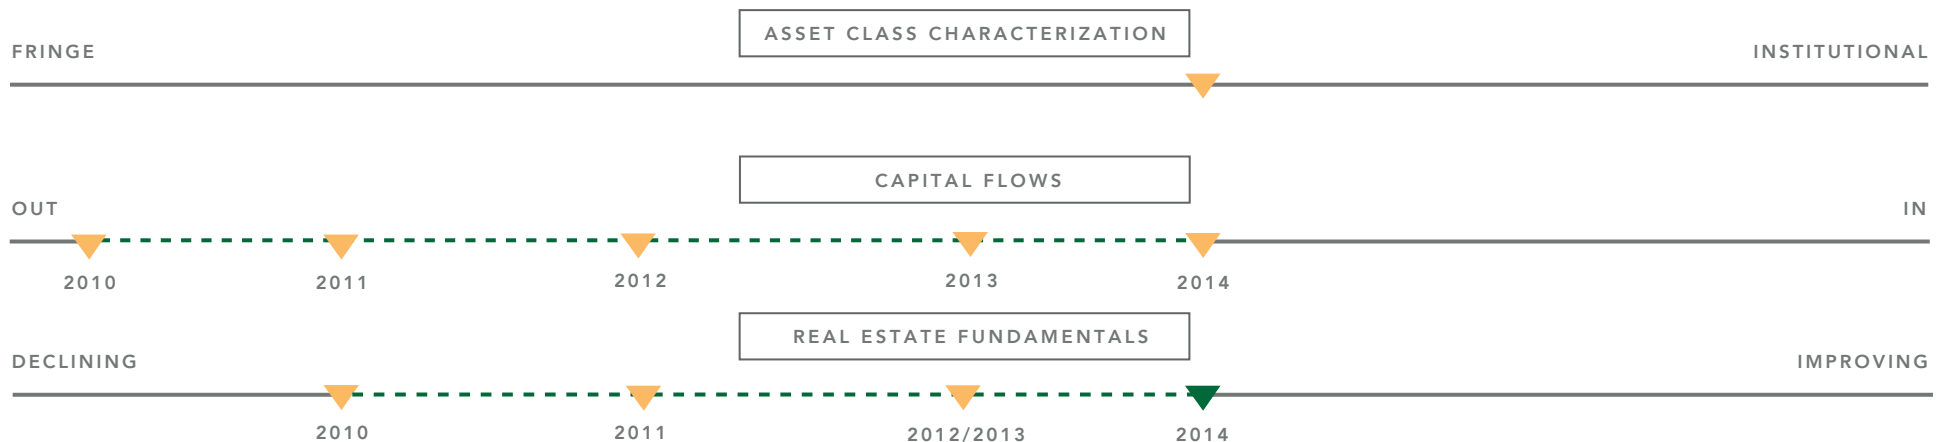 ASSET CLASS CHARACTERIZATION
FRINGE
INSTITUTIONAL
CAPITAL FLOWS
OUT
IN
2010
2011
2012
2013
2014
REAL ESTATE FUNDAMENTALS
DECLINING
IMPROVING
2010
2011
2012/2013
2014